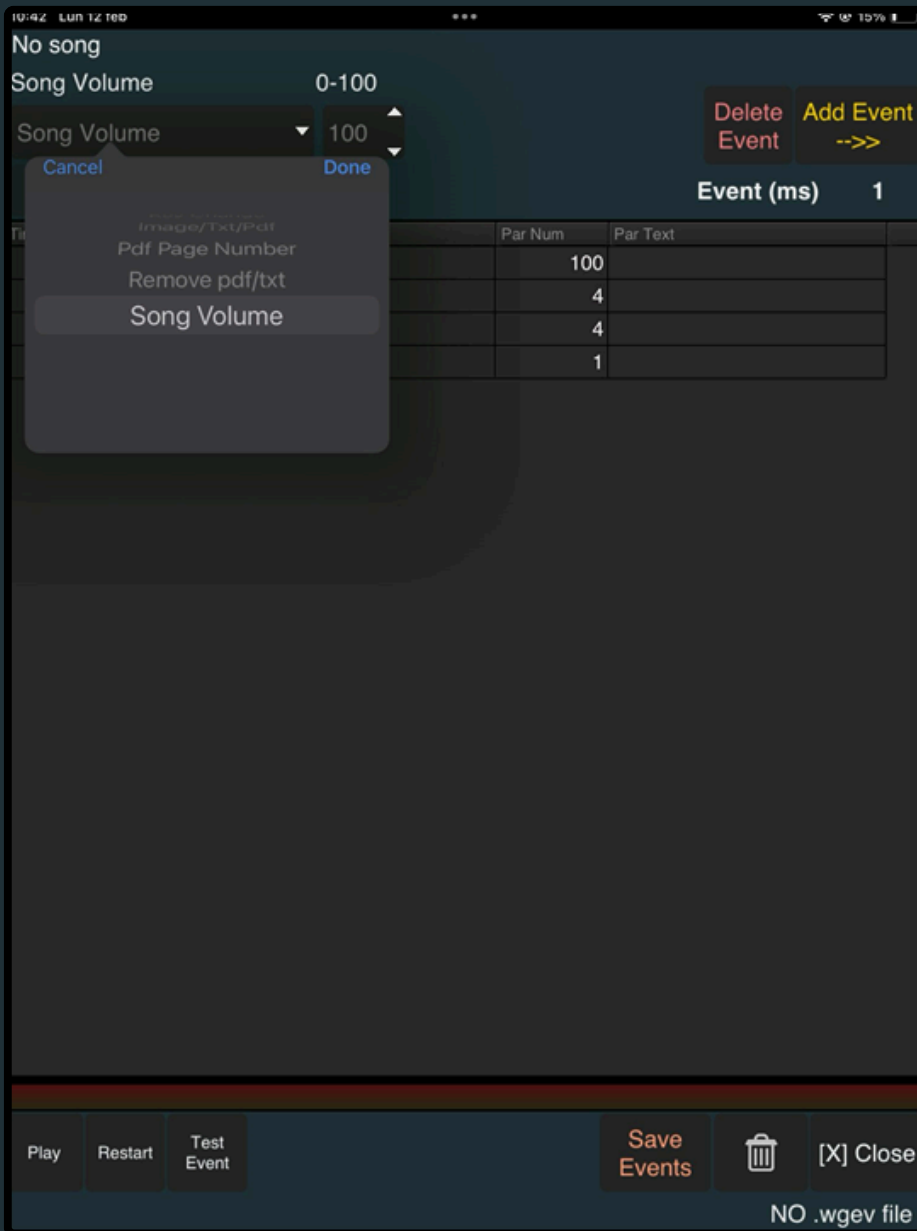 10:42 Lun 12 feb
15%
No song
Song Volume 0-100
Song Volume 100
Delete Event
Add Event -->>
Cancel Done
Event (ms) 1
Image/Txt/Pdf
Pdf Page Number
Remove pdf/txt
Song Volume
Par Num Par Text
100
4
4
1
Play
Restart
Test Event
Save Events
[X] Close
NO .wgev file